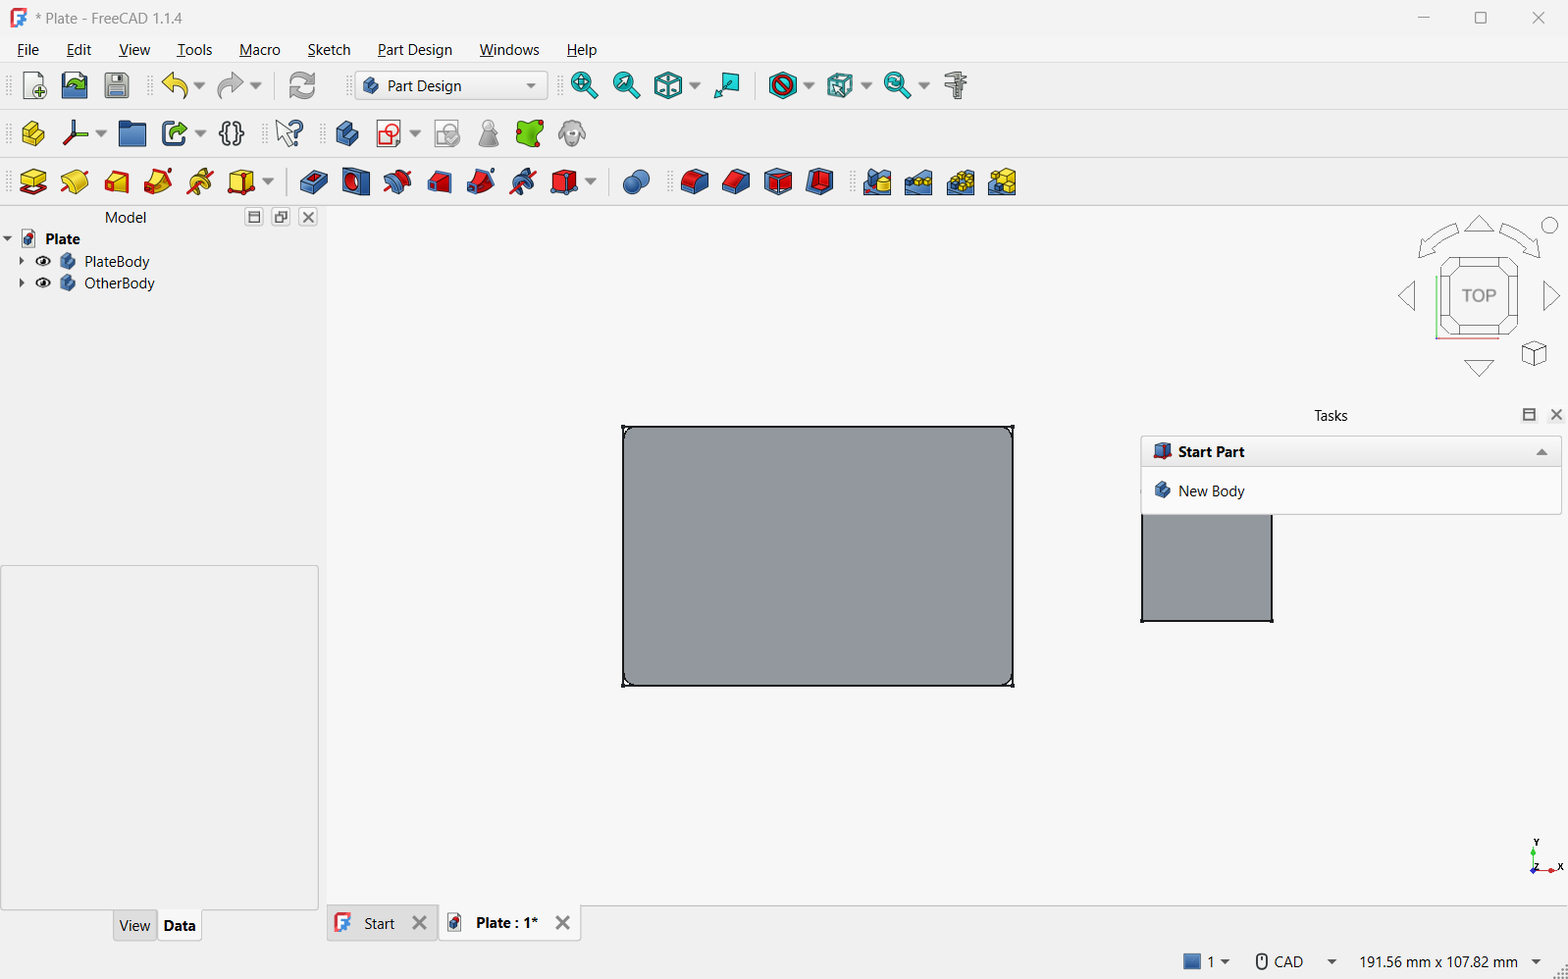 * Plate - FreeCAD 1.1.4
File Edit View Tools Macro Sketch Part Design Windows Help
Part Design
Model
Plate
PlateBody
OtherBody
TOP
Tasks
Start Part
New Body
Y
Z X
View Data
Start Plate : 1*
1 CAD 191.56 mm x 107.82 mm